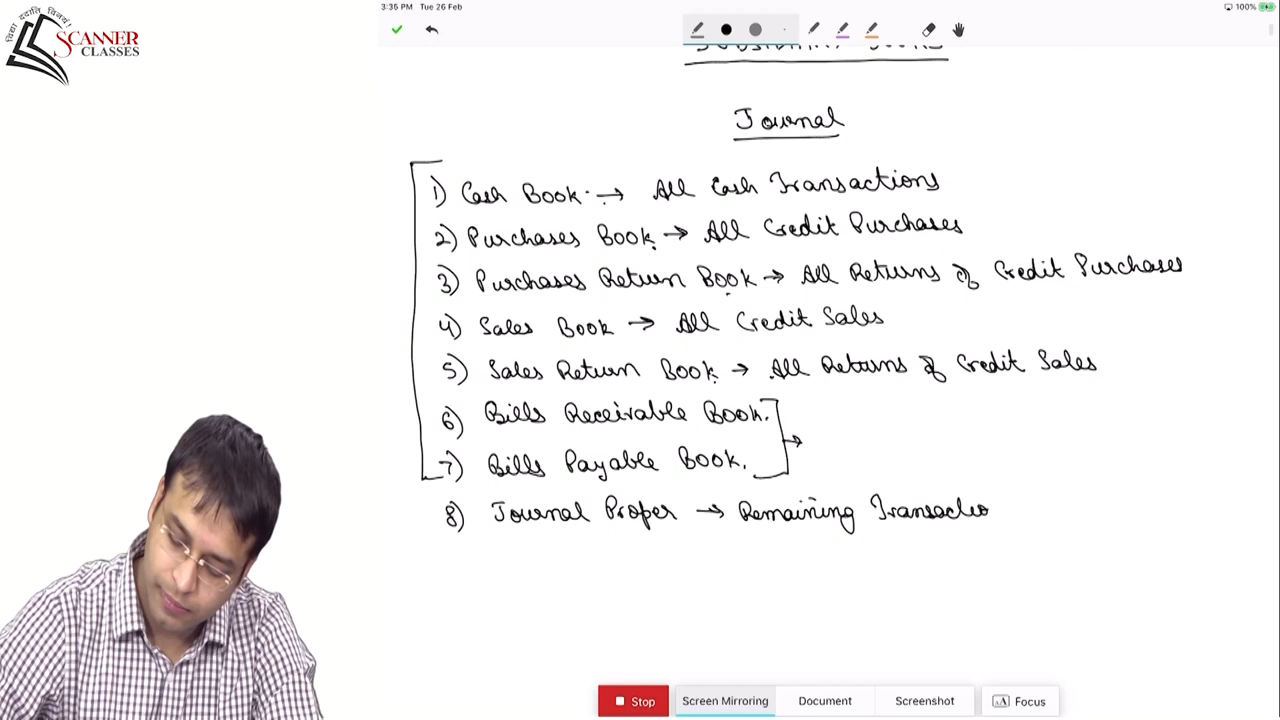 3:35 PM Tue 26 Feb
100%
विद्या ददाति विनयं।
SCANNER
CLASSES
Journal
1) Cash Book → All Cash Transactions
2) Purchases Book → All Credit Purchases
3) Purchases Return Book → All Returns of Credit Purchases
4) Sales Book → All Credit Sales
5) Sales Return Book → All Returns of Credit Sales
6) Bills Receivable Book.
7) Bills Payable Book. →
8) Journal Proper → Remaining Transactio
Stop Screen Mirroring Document Screenshot AA Focus